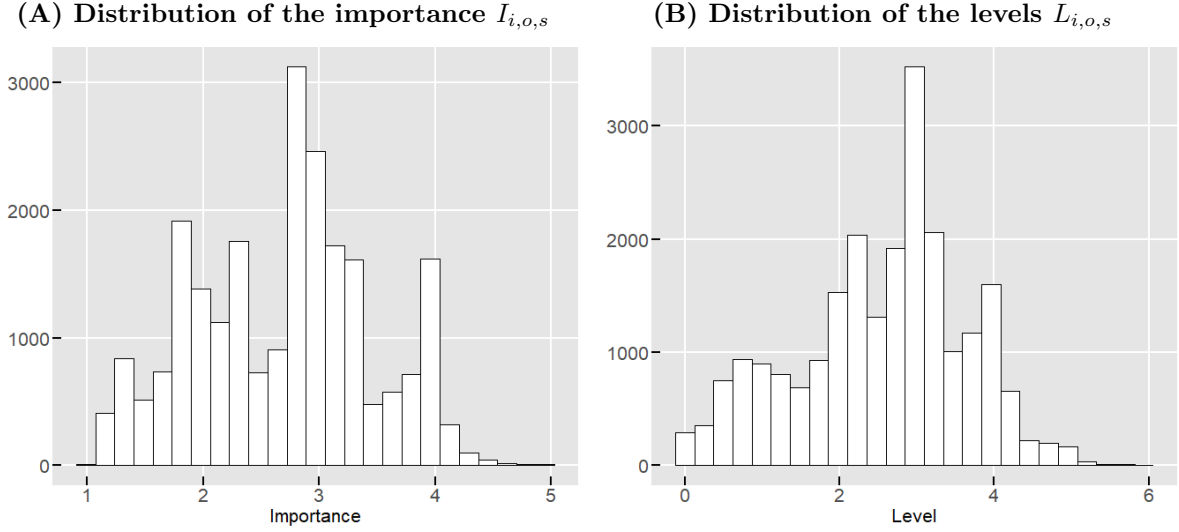 (A) Distribution of the importance I_{i,o,s}
3000
2000
1000
0
1 2 3 4 5
Importance
(B) Distribution of the levels L_{i,o,s}
3000
2000
1000
0
0 2 4 6
Level